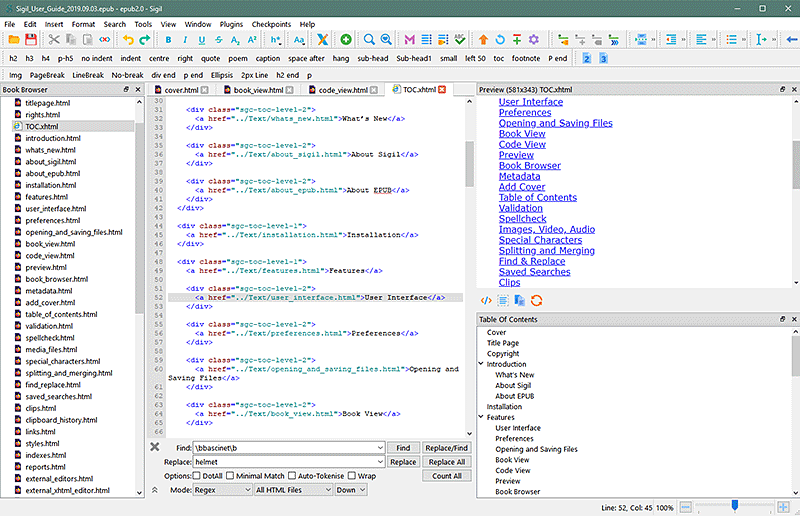 Sigil_User_Guide_2019.09.03.epub - epub2.0 - Sigil
File Edit Insert Format Search Tools View Window Plugins Checkpoints Help
h2 h3 h4 p-h5 no indent indent centre right quote poem caption space after hang sub-head Sub-head1 small left 50 toc footnote P end 2 3
Img PageBreak LineBreak No-break div end p end Ellipsis 2px Line h2 end p
Book Browser
titlepage.html
rights.html
TOC.xhtml
introduction.html
whats_new.html
about_sigil.html
about_epub.html
installation.html
features.html
user_interface.html
preferences.html
opening_and_saving_files.html
book_view.html
code_view.html
preview.html
book_browser.html
metadata.html
add_cover.html
table_of_contents.html
validation.html
spellcheck.html
media_files.html
special_characters.html
splitting_and_merging.html
find_replace.html
saved_searches.html
clips.html
clipboard_history.html
links.html
styles.html
indexes.html
reports.html
external_editors.html
external_xhtml_editor.html
cover.html book_view.html code_view.html TOC.xhtml
30
31 <div class="sgc-toc-level-2">
32 <a href="../Text/whats_new.html">What's New</a>
33 </div>
34
35 <div class="sgc-toc-level-2">
36 <a href="../Text/about_sigil.html">About Sigil</a>
37 </div>
38
39 <div class="sgc-toc-level-2">
40 <a href="../Text/about_epub.html">About EPUB</a>
41 </div>
42 </div>
43
44 <div class="sgc-toc-level-1">
45 <a href="../Text/installation.html">Installation</a>
46 </div>
47
48 <div class="sgc-toc-level-1">
49 <a href="../Text/features.html">Features</a>
50
51 <div class="sgc-toc-level-2">
52 <a href="../Text/user_interface.html">User Interface</a>
53 </div>
54
55 <div class="sgc-toc-level-2">
56 <a href="../Text/preferences.html">Preferences</a>
57 </div>
58
59 <div class="sgc-toc-level-2">
60 <a href="../Text/opening_and_saving_files.html">Opening and
Saving Files</a>
61 </div>
62
63 <div class="sgc-toc-level-2">
64 <a href="../Text/book_view.html">Book View</a>
65 </div>
66
Find: \bbascinet\b Find Replace/Find
Replace: helmet Replace Replace All
Options: DotAll Minimal Match Auto-Tokenise Wrap Count All
Mode: Regex All HTML Files Down
Preview (581x343) TOC.xhtml
User Interface
Preferences
Opening and Saving Files
Book View
Code View
Preview
Book Browser
Metadata
Add Cover
Table of Contents
Validation
Spellcheck
Images, Video, Audio
Special Characters
Splitting and Merging
Find & Replace
Saved Searches
Clips
Table Of Contents
Cover
Title Page
Copyright
Introduction
What's New
About Sigil
About EPUB
Installation
Features
User Interface
Preferences
Opening and Saving Files
Book View
Code View
Preview
Book Browser
Line: 52, Col: 45 100%